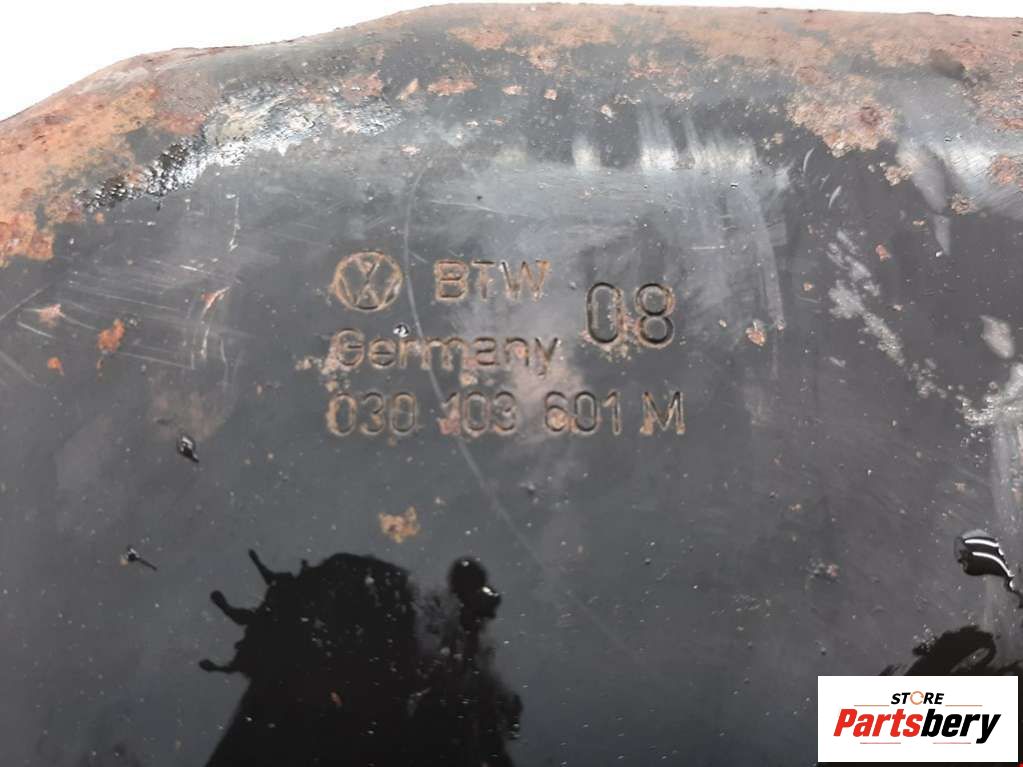 BTW
08
Germany
030 103 601 M
STORE
Partsbery